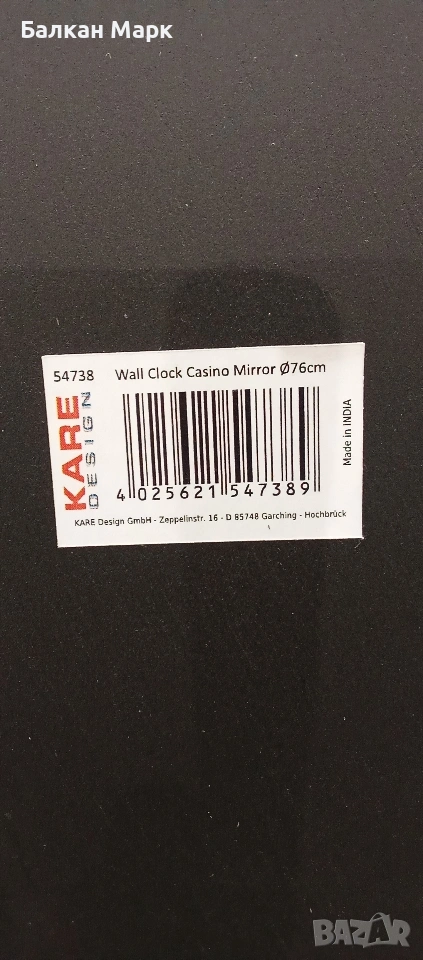 Балкан Марк
54738 Wall Clock Casino Mirror Ø76cm
KARE
DESIGN
Made in INDIA
4 025621 547389
KARE Design GmbH - Zeppelinstr. 16 - D 85748 Garching - Hochbrück
BAZAR